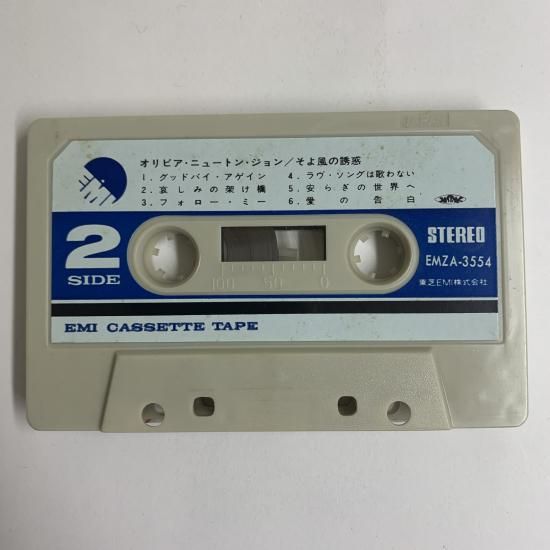 EMI
オリビア・ニュートン・ジョン／そよ風の誘惑
1. グッドバイ・アゲイン
2. 哀しみの架け橋
3. フォロー・ミー
4. ラヴ・ソングは歌わない
5. 安らぎの世界へ
6. 愛の告白
2
SIDE
100 50 0
STEREO
EMZA-3554
東芝EMI株式会社
EMI CASSETTE TAPE